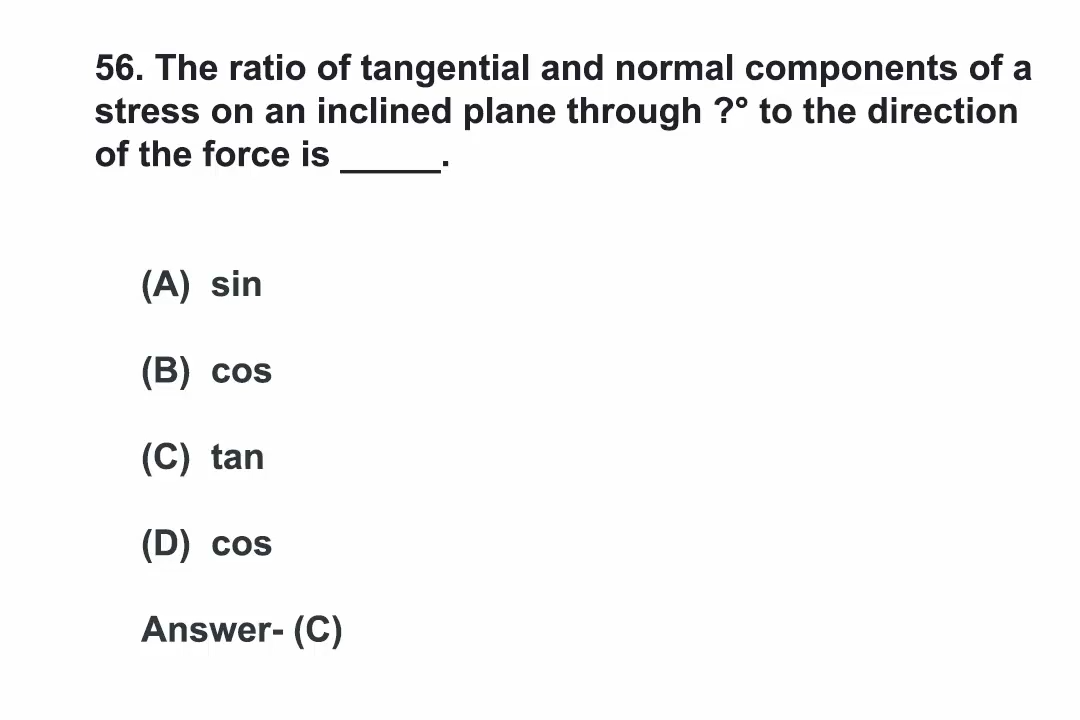 56. The ratio of tangential and normal components of a
stress on an inclined plane through ?° to the direction
of the force is _____.
(A) sin
(B) cos
(C) tan
(D) cos
Answer- (C)